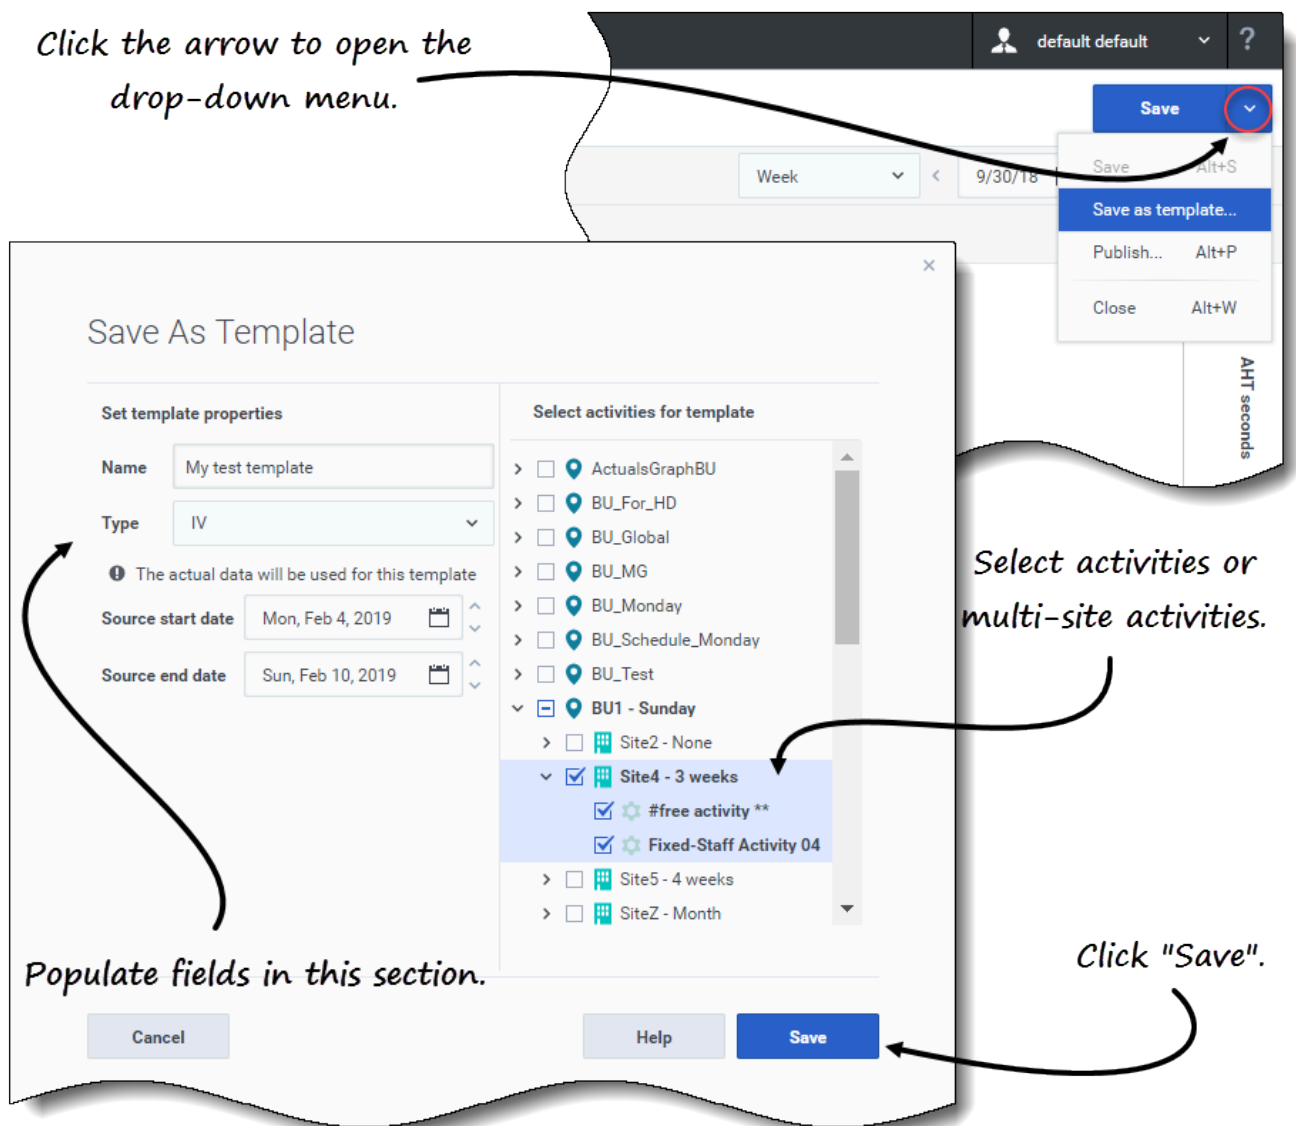 Click the arrow to open the
drop-down menu.
default default
?
Save
Week
9/30/18
Save Alt+S
Save as template...
Publish... Alt+P
Close Alt+W
AHT seconds
Save As Template
Set template properties
Name
My test template
Type
IV
The actual data will be used for this template
Source start date
Mon, Feb 4, 2019
Source end date
Sun, Feb 10, 2019
Select activities for template
ActualsGraphBU
BU_For_HD
BU_Global
BU_MG
BU_Monday
BU_Schedule_Monday
BU_Test
BU1 - Sunday
Site2 - None
Site4 - 3 weeks
#free activity **
Fixed-Staff Activity 04
Site5 - 4 weeks
SiteZ - Month
Select activities or
multi-site activities.
Populate fields in this section.
Click "Save".
Cancel
Help
Save